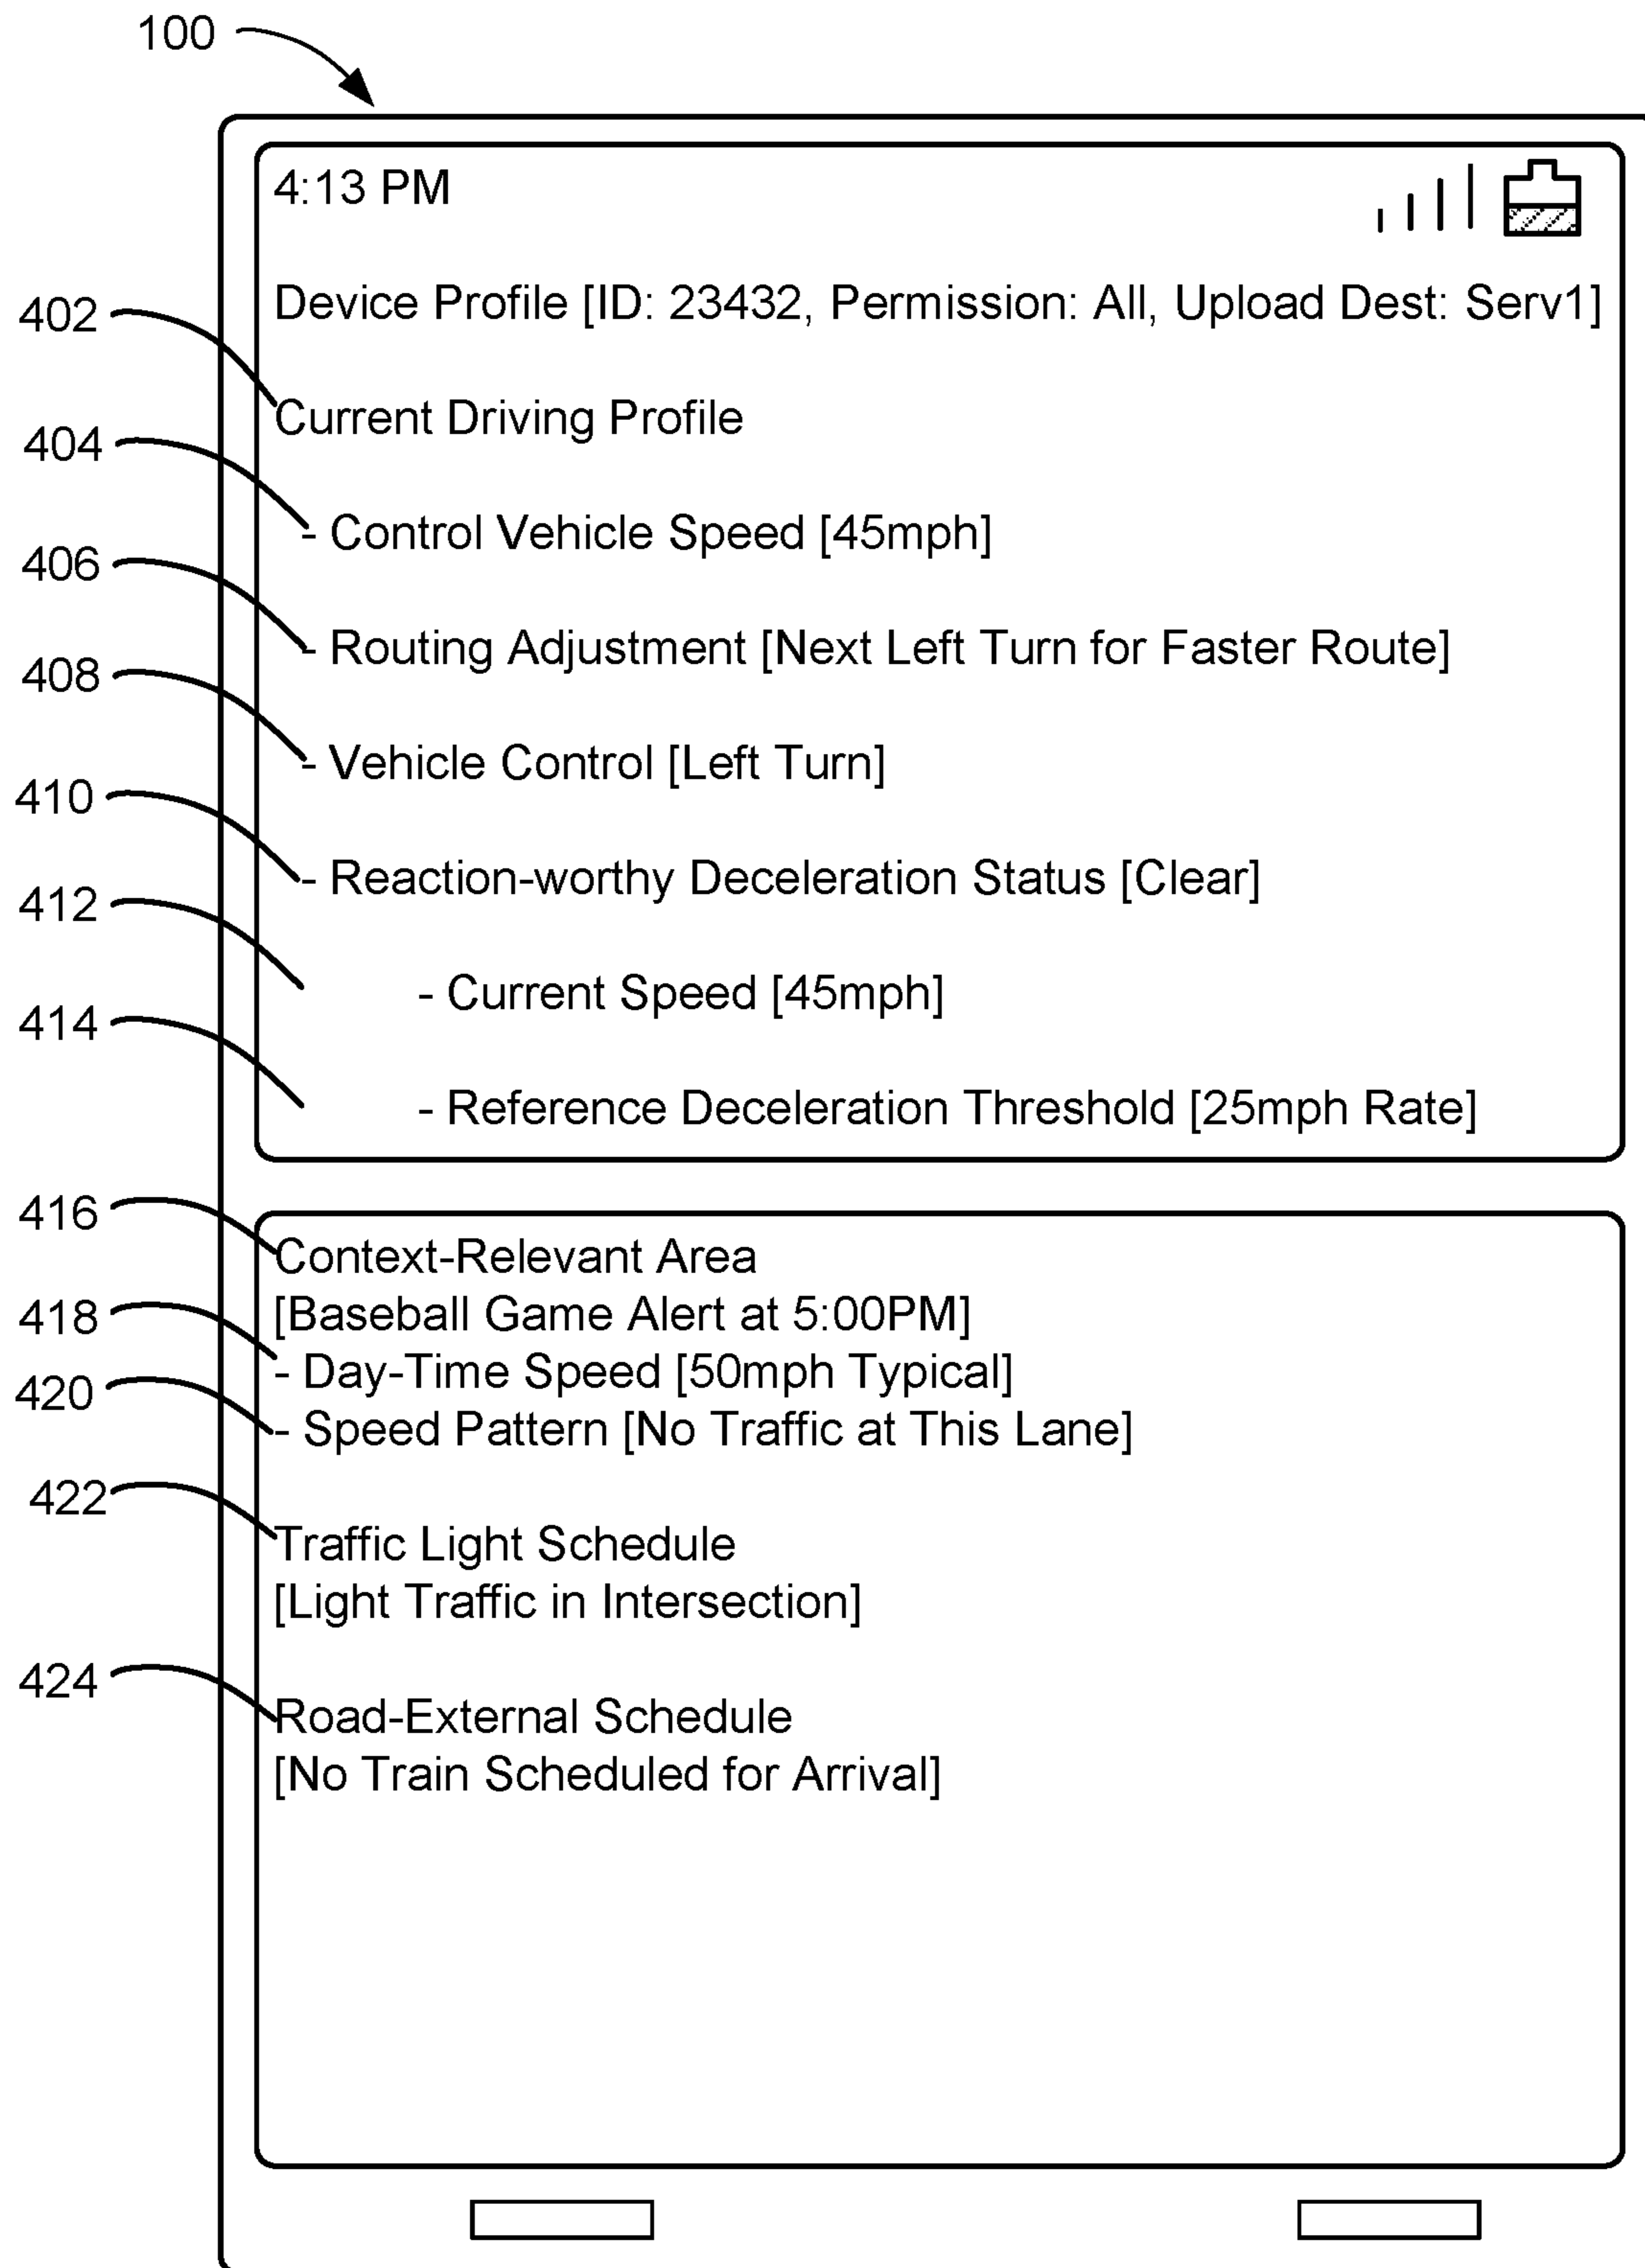 100
4:13 PM
Device Profile [ID: 23432, Permission: All, Upload Dest: Serv1]
402
Current Driving Profile
404
- Control Vehicle Speed [45mph]
406
- Routing Adjustment [Next Left Turn for Faster Route]
408
- Vehicle Control [Left Turn]
410
- Reaction-worthy Deceleration Status [Clear]
412
- Current Speed [45mph]
414
- Reference Deceleration Threshold [25mph Rate]
416
Context-Relevant Area
[Baseball Game Alert at 5:00PM]
418
- Day-Time Speed [50mph Typical]
420
- Speed Pattern [No Traffic at This Lane]
422
Traffic Light Schedule
[Light Traffic in Intersection]
424
Road-External Schedule
[No Train Scheduled for Arrival]